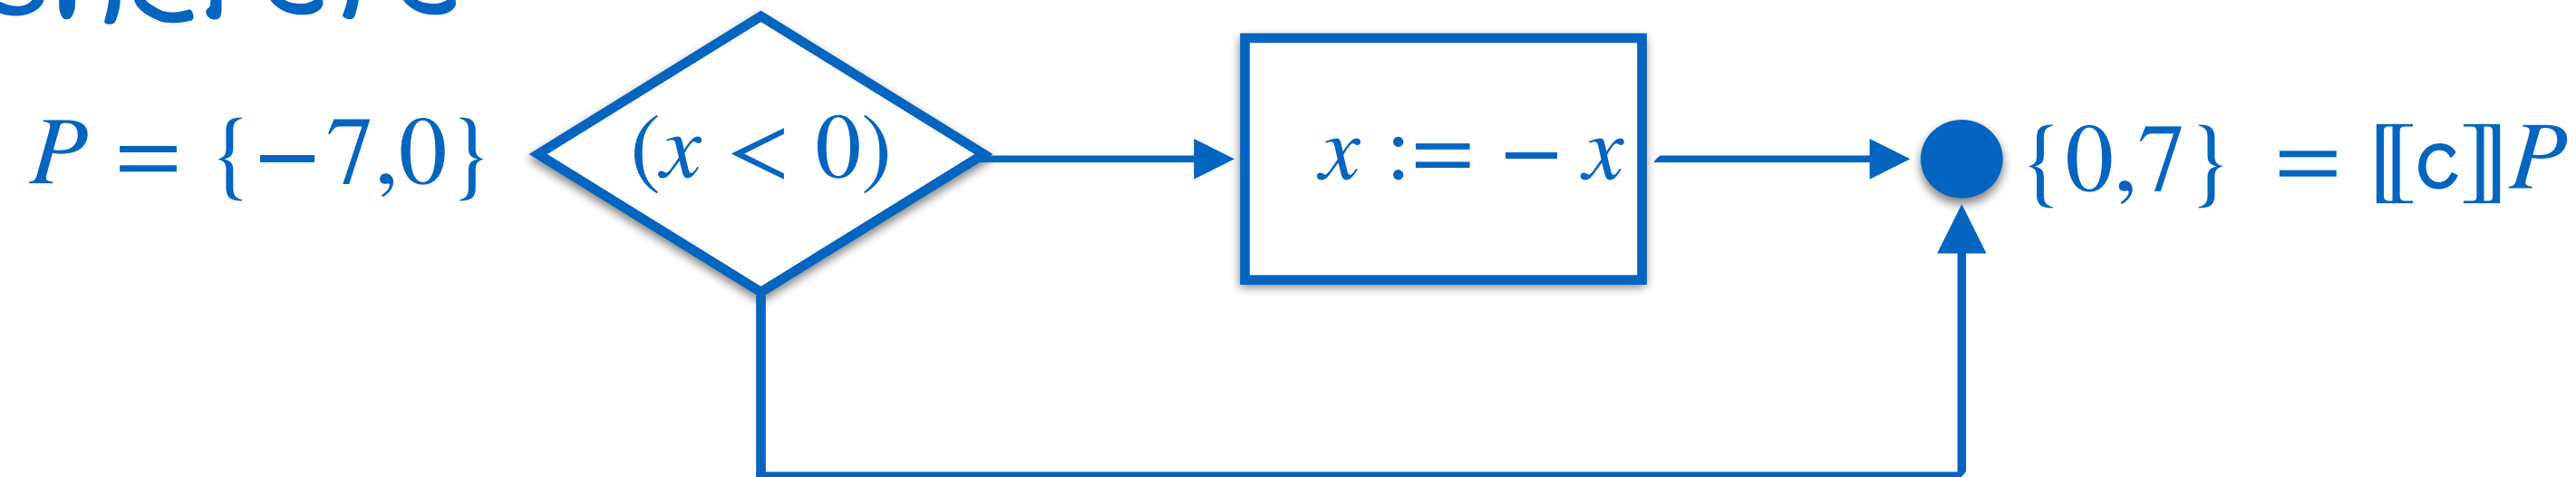 P = {−7,0} (x < 0) x := − x {0,7} = ⟦c⟧P